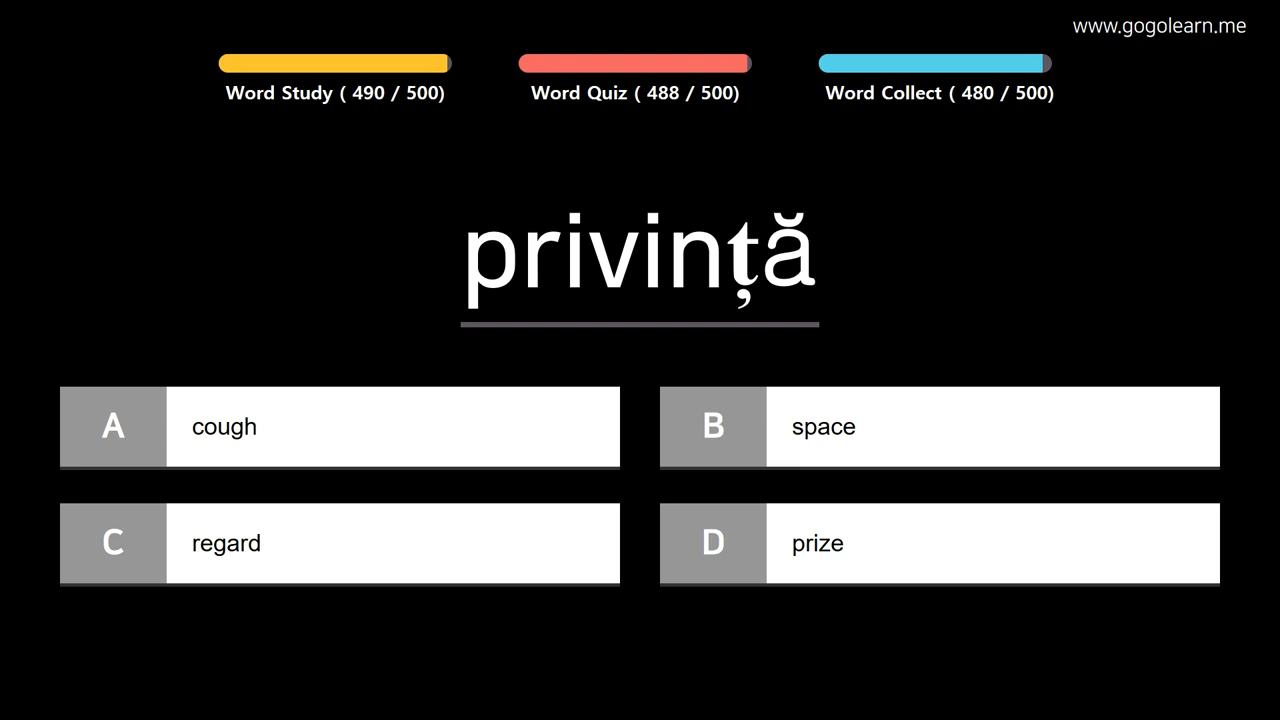 www.gogolearn.me
Word Study ( 490 / 500)
Word Quiz ( 488 / 500)
Word Collect ( 480 / 500)
privință
A cough
B space
C regard
D prize